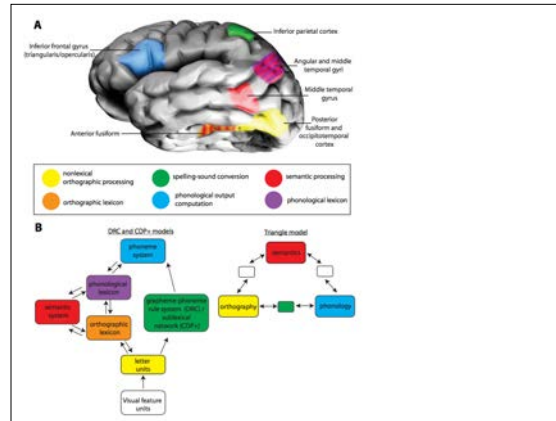 A
Inferior parietal cortex
Inferior frontal gyrus
(triangularis/opercularis)
Angular and middle
temporal gyri
Middle temporal
gyrus
Anterior fusiform
Posterior
fusiform and
occipitotemporal
cortex
nonlexical
orthographic processing
spelling-sound conversion
semantic processing
orthographic lexicon
phonological output
computation
phonological lexicon
B
DRC and CDP+ models
Triangle model
phoneme
system
semantics
phonological
lexicon
semantic
system
grapheme-phoneme
rule system (DRC) /
sublexical
network (CDP+)
orthography
phonology
orthographic
lexicon
letter
units
Visual feature
units